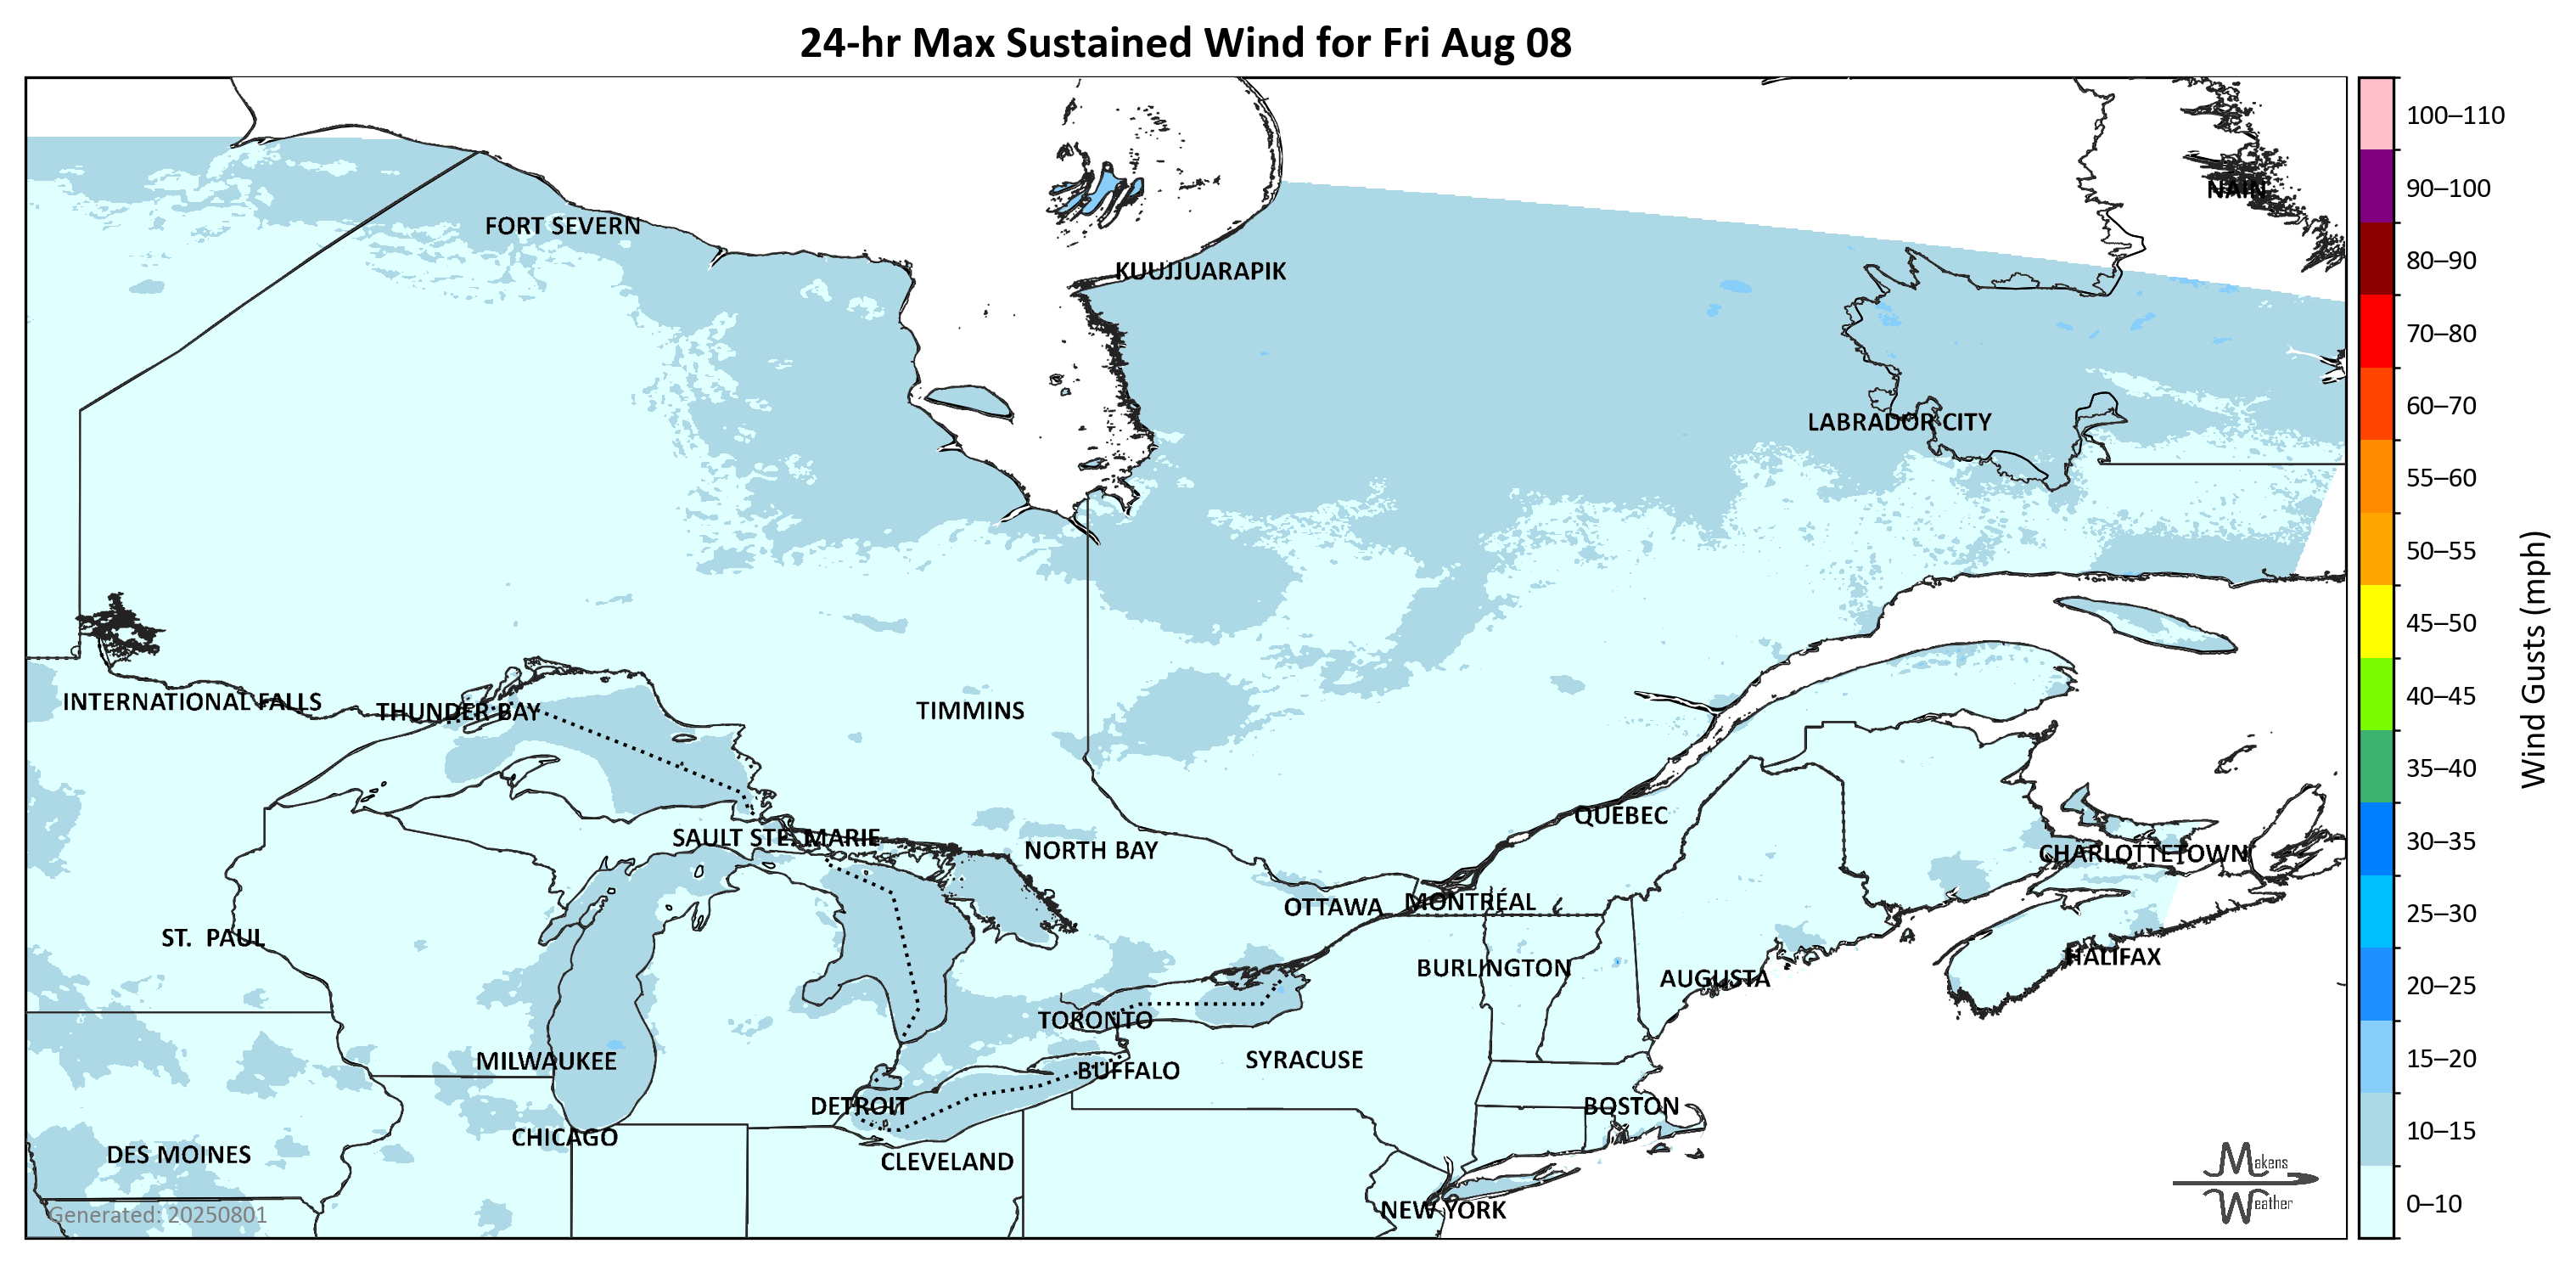 24-hr Max Sustained Wind for Fri Aug 08
100–110
90–100
NAIN
FORT SEVERN
80–90
KUUJJUARAPIK
70–80
60–70
LABRADOR CITY
55–60
50–55
45–50
Wind Gusts (mph)
40–45
INTERNATIONAL FALLS
THUNDER BAY
TIMMINS
35–40
QUÉBEC
30–35
SAULT STE. MARIE
NORTH BAY
CHARLOTTETOWN
OTTAWA
MONTRÉAL
25–30
ST. PAUL
HALIFAX
BURLINGTON
AUGUSTA
20–25
TORONTO
MILWAUKEE
SYRACUSE
15–20
BUFFALO
DETROIT
BOSTON
CHICAGO
10–15
DES MOINES
CLEVELAND
Makens
Weather
NEW YORK
0–10
Generated: 20250801